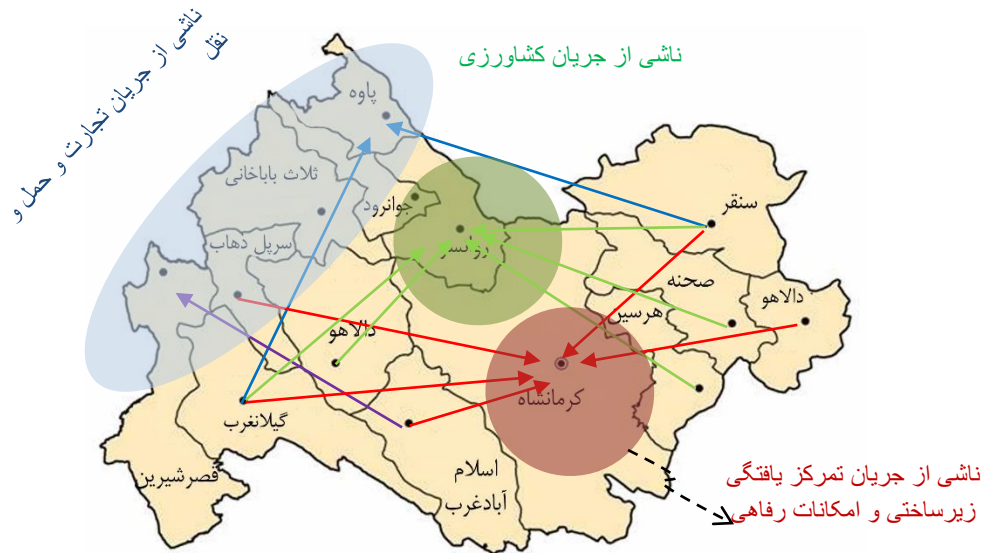 ناشی از جریان تجارت و حمل و
نقل
ناشی از جریان کشاورزی
پاوه
ثلاث باباخانی
جوانرود
روانسر
سنقر
سرپل ذهاب
صحنه
دالاهو
هرسین
دالاهو
کرمانشاه
گیلانغرب
اسلام
آبادغرب
قصرشیرین
ناشی از جریان تمرکز یافتگی
زیرساختی و امکانات رفاهی